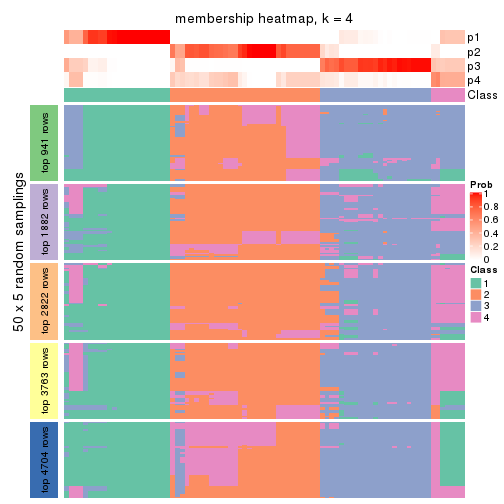 membership heatmap, k = 4
p1
p2
p3
p4
Class
50 x 5 random samplings
top 941 rows
top 1882 rows
top 2822 rows
top 3763 rows
top 4704 rows
Prob
1
0.8
0.6
0.4
0.2
0
Class
1
2
3
4